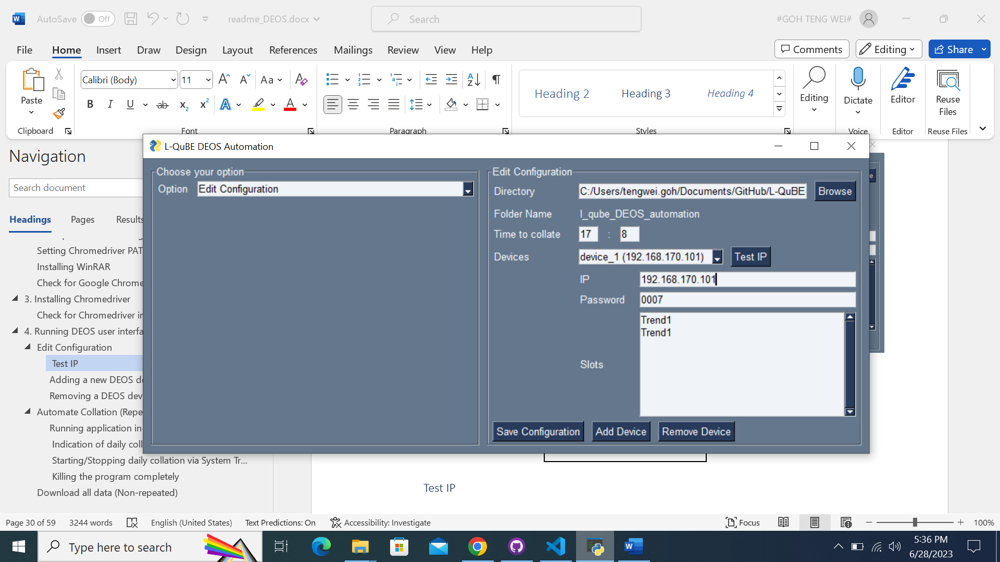 AutoSave Off readme_DEOS.docx Search #GOH TENG WEI#
File Home Insert Draw Design Layout References Mailings Review View Help Comments Editing Share
Calibri (Body) 11 Aa
Paste
B I U ab x₂ x² A A
Heading 2 Heading 3 Heading 4
Editing Dictate Editor Reuse Files
Clipboard Font Paragraph Styles Voice Editor Reuse Files
Navigation
Search document
Headings Pages Results
Setting Chromedriver PAT
Installing WinRAR
Check for Google Chrome
3. Installing Chromedriver
Check for Chromedriver in
4. Running DEOS user interfa
Edit Configuration
Test IP
Adding a new DEOS de
Removing a DEOS devi
Automate Collation (Repe
Running application in
Indication of daily coll
Starting/Stopping daily collation via System Tr...
Killing the program completely
Download all data (Non-repeated)
L-QuBE DEOS Automation
Choose your option
Option Edit Configuration
Edit Configuration
Directory C:/Users/tengwei.goh/Documents/GitHub/L-QuBE Browse
Folder Name l_qube_DEOS_automation
Time to collate 17 : 8
Devices device_1 (192.168.170.101) Test IP
IP 192.168.170.101
Password 0007
Trend1
Trend1
Slots
Save Configuration Add Device Remove Device
Test IP
Page 30 of 59 3244 words English (United States) Text Predictions: On Accessibility: Investigate Focus 100%
Type here to search
5:36 PM
6/28/2023